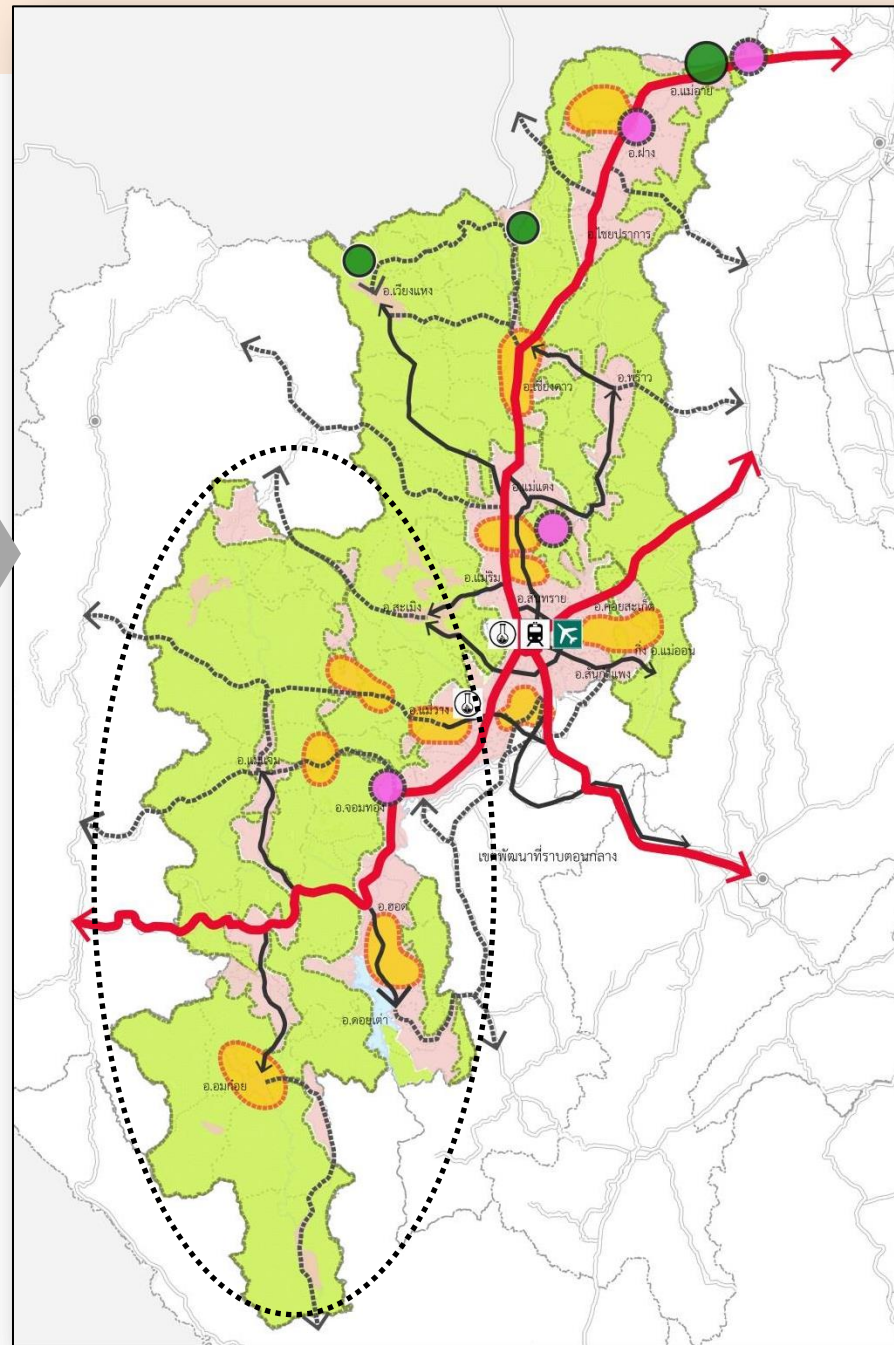 อ.แม่อาย
อ.ฝาง
อ.ไชยปราการ
อ.เวียงแหง
อ.เชียงดาว
อ.พร้าว
อ.แม่แตง
อ.แม่ริม
อ.สันทราย
อ.สะเมิง
อ.ดอยสะเก็ด
กิ่ง อ.แม่ออน
อ.สันกำแพง
อ.แม่วาง
อ.แม่แจ่ม
อ.จอมทอง
เขตพัฒนาที่ราบตอนกลาง
อ.ฮอด
อ.ดอยเต่า
อ.อมก๋อย